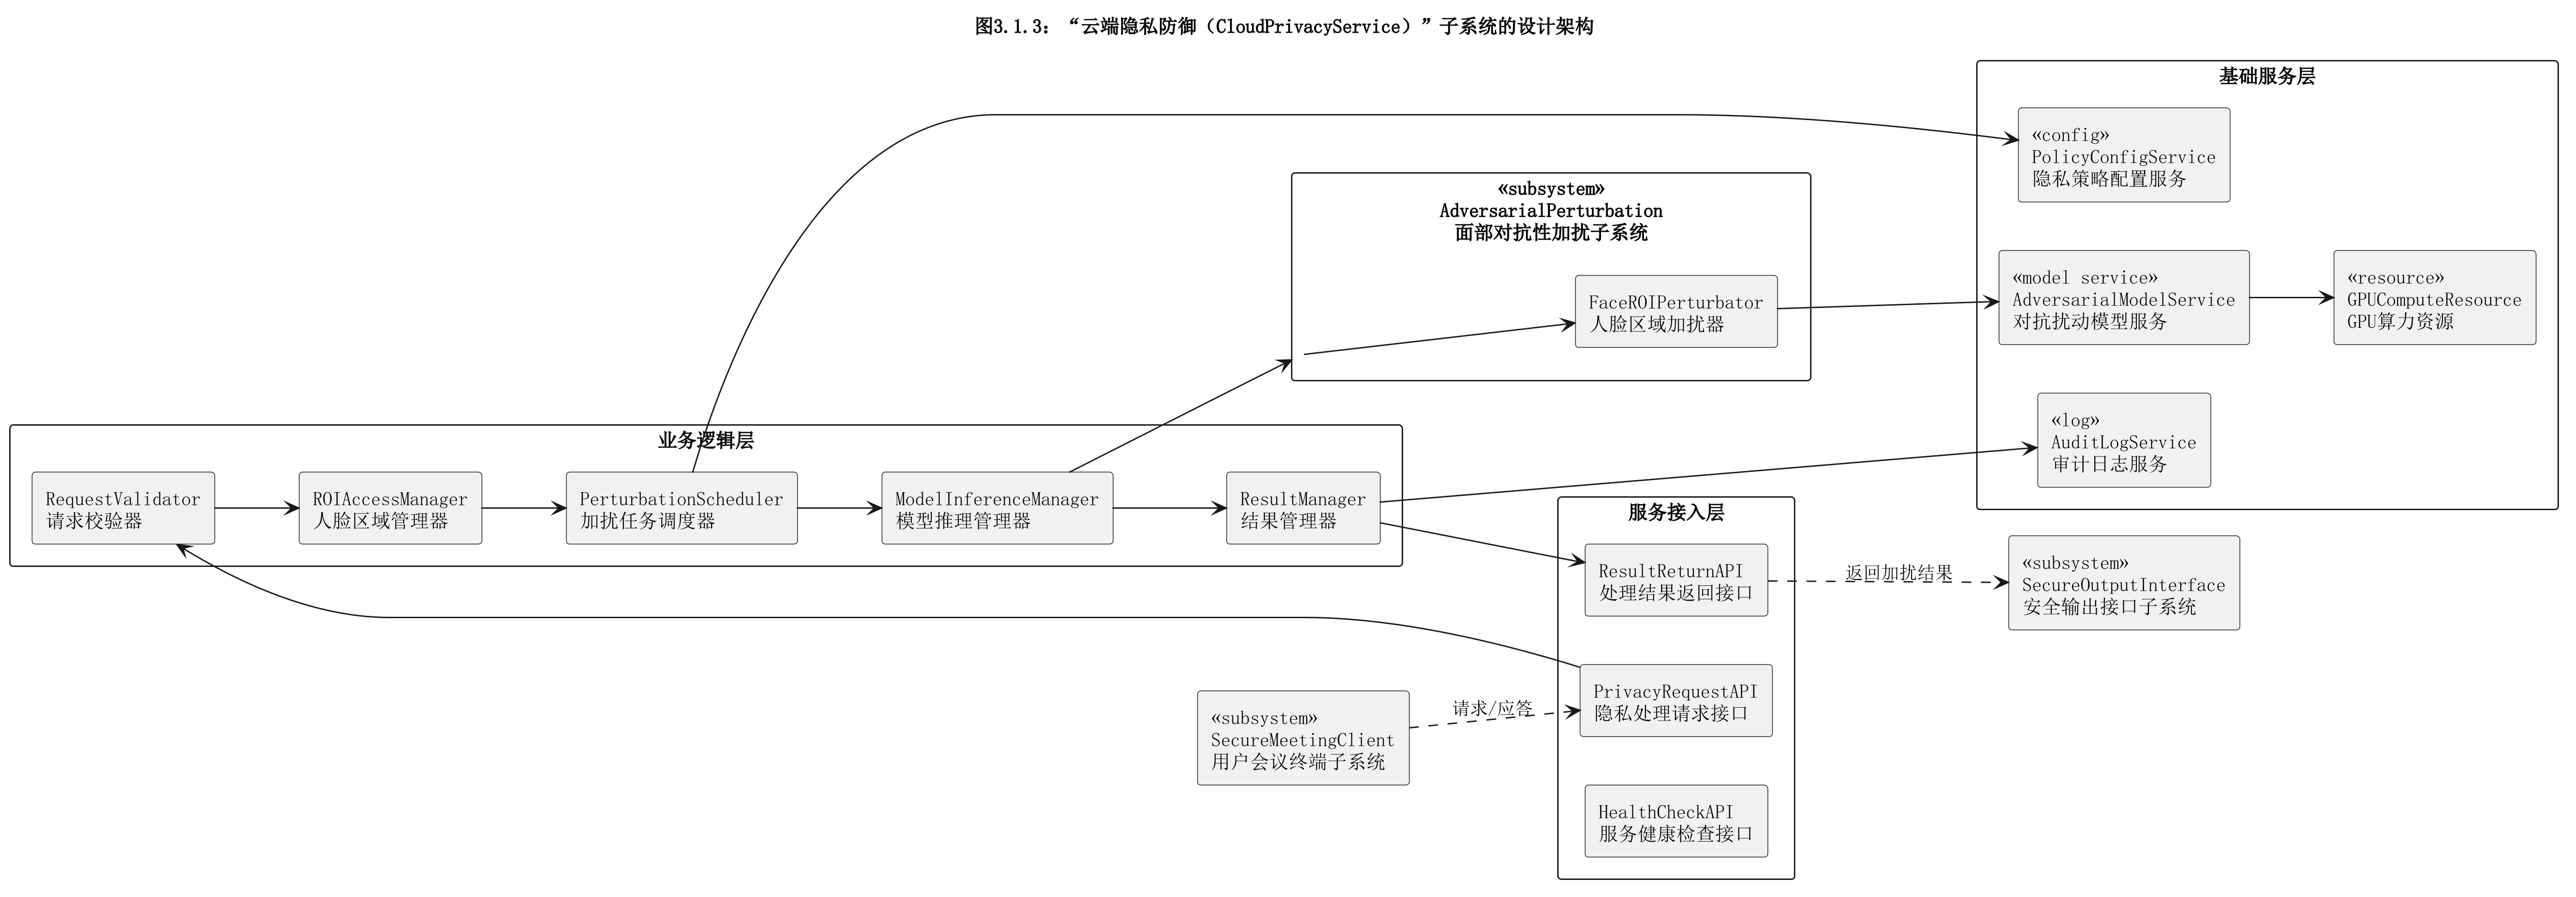 图3.1.3：“云端隐私防御（CloudPrivacyService）”子系统的设计架构
基础服务层
«config»
PolicyConfigService
隐私策略配置服务
«subsystem»
AdversarialPerturbation
面部对抗性加扰子系统
FaceROIPerturbator
人脸区域加扰器
«model service»
AdversarialModelService
对抗扰动模型服务
«resource»
GPUComputeResource
GPU算力资源
«log»
AuditLogService
审计日志服务
业务逻辑层
RequestValidator
请求校验器
ROIAccessManager
人脸区域管理器
PerturbationScheduler
加扰任务调度器
ModelInferenceManager
模型推理管理器
ResultManager
结果管理器
服务接入层
ResultReturnAPI
处理结果返回接口
返回加扰结果
«subsystem»
SecureOutputInterface
安全输出接口子系统
«subsystem»
SecureMeetingClient
用户会议终端子系统
请求/应答
PrivacyRequestAPI
隐私处理请求接口
HealthCheckAPI
服务健康检查接口